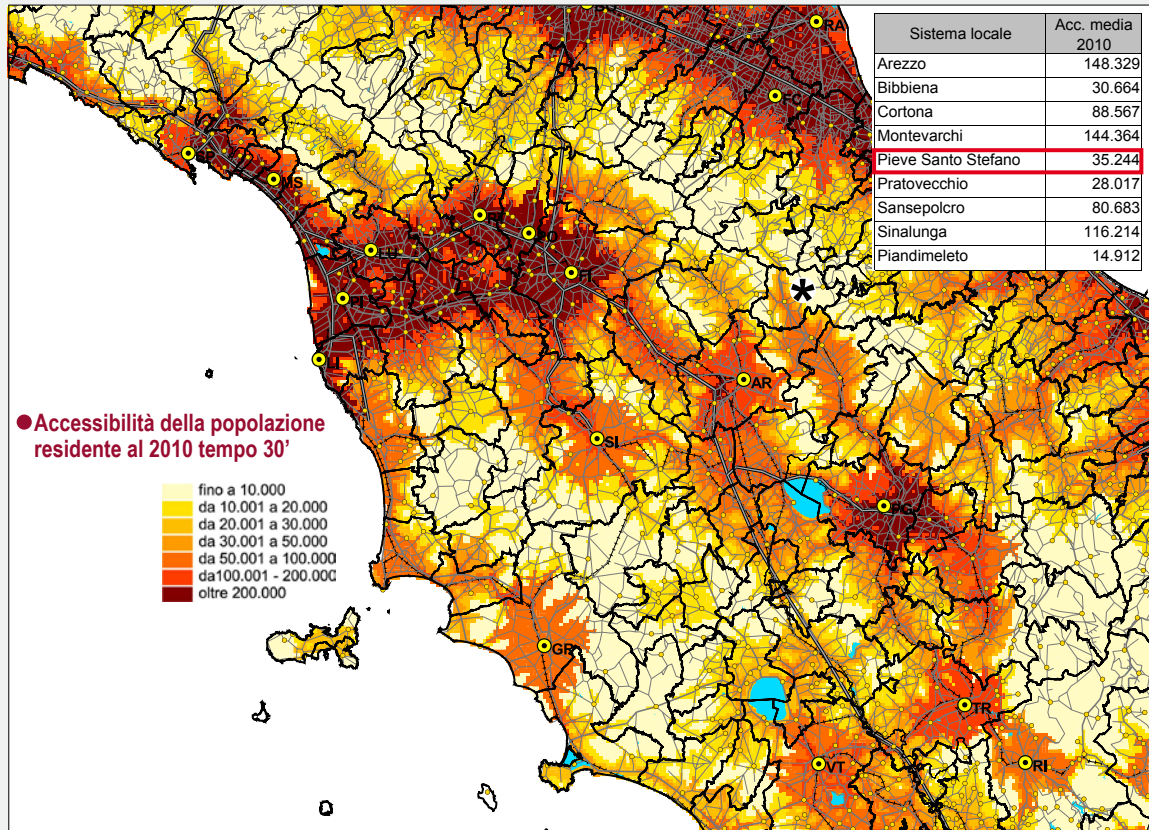 Sistema locale Acc. media 2010
Arezzo 148.329
Bibbiena 30.664
Cortona 88.567
Montevarchi 144.364
Pieve Santo Stefano 35.244
Pratovecchio 28.017
Sansepolcro 80.683
Sinalunga 116.214
Piandimeleto 14.912
RA
FO
MS
LU
PI
FI
*
AR
SI
GR
TR
VT
RI
●Accessibilità della popolazione
residente al 2010 tempo 30’
fino a 10.000
da 10.001 a 20.000
da 20.001 a 30.000
da 30.001 a 50.000
da 50.001 a 100.000
da100.001 - 200.000
oltre 200.000